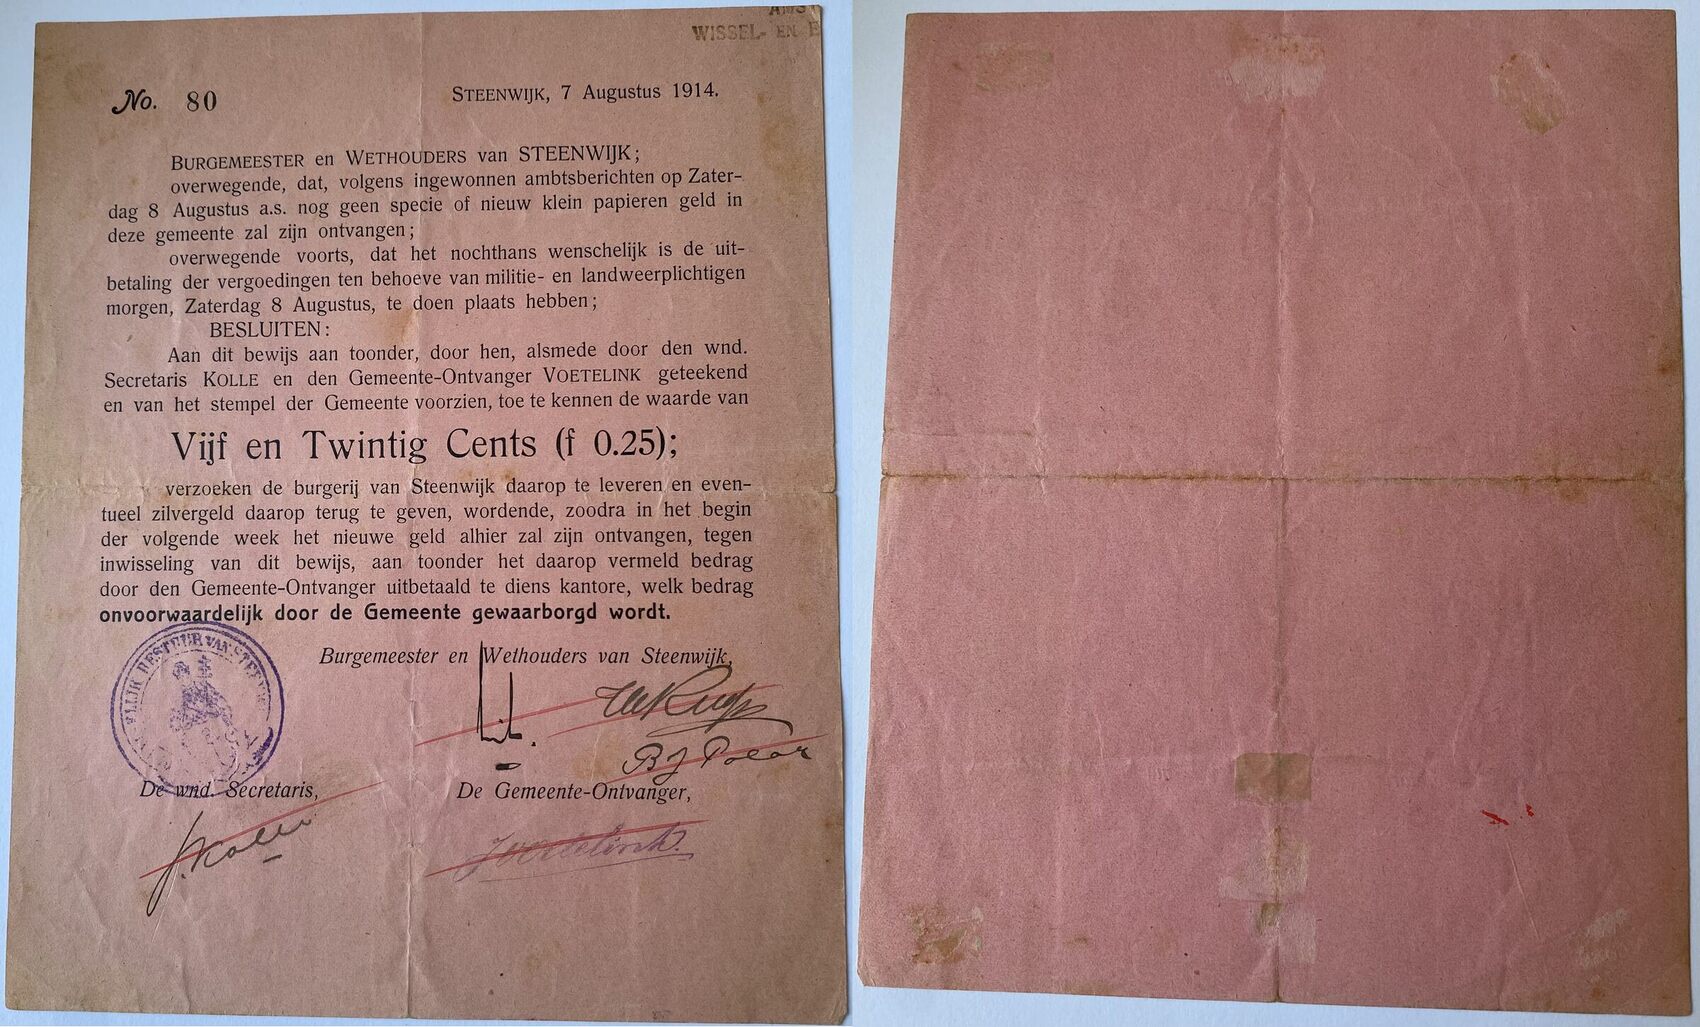 WISSEL- EN
No. 80
STEENWIJK, 7 Augustus 1914.
BURGEMEESTER en WETHOUDERS van STEENWIJK;
overwegende, dat, volgens ingewonnen ambtsberichten op Zater-
dag 8 Augustus a.s. nog geen specie of nieuw klein papieren geld in
deze gemeente zal zijn ontvangen;
overwegende voorts, dat het nochthans wenschelijk is de uit-
betaling der vergoedingen ten behoeve van militie- en landweerplichtigen
morgen, Zaterdag 8 Augustus, te doen plaats hebben;
BESLUITEN:
Aan dit bewijs aan toonder, door hen, alsmede door den wnd.
Secretaris KOLLE en den Gemeente-Ontvanger VOETELINK geteekend
en van het stempel der Gemeente voorzien, toe te kennen de waarde van
Vijf en Twintig Cents (f 0.25);
verzoeken de burgerij van Steenwijk daarop te leveren en even-
tueel zilvergeld daarop terug te geven, wordende, zoodra in het begin
der volgende week het nieuwe geld alhier zal zijn ontvangen, tegen
inwisseling van dit bewijs, aan toonder het daarop vermeld bedrag
door den Gemeente-Ontvanger uitbetaald te diens kantore, welk bedrag
onvoorwaardelijk door de Gemeente gewaarborgd wordt.
BESTUUR VAN
Burgemeester en Wethouders van Steenwijk,
De wnd. Secretaris,
De Gemeente-Ontvanger,
J. Kolle
Voetelink.